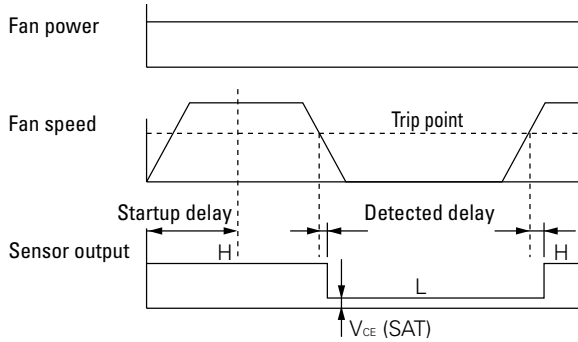 Fan power
Fan speed
Trip point
Startup delay
Detected delay
Sensor output
H
H
L
VCE (SAT)